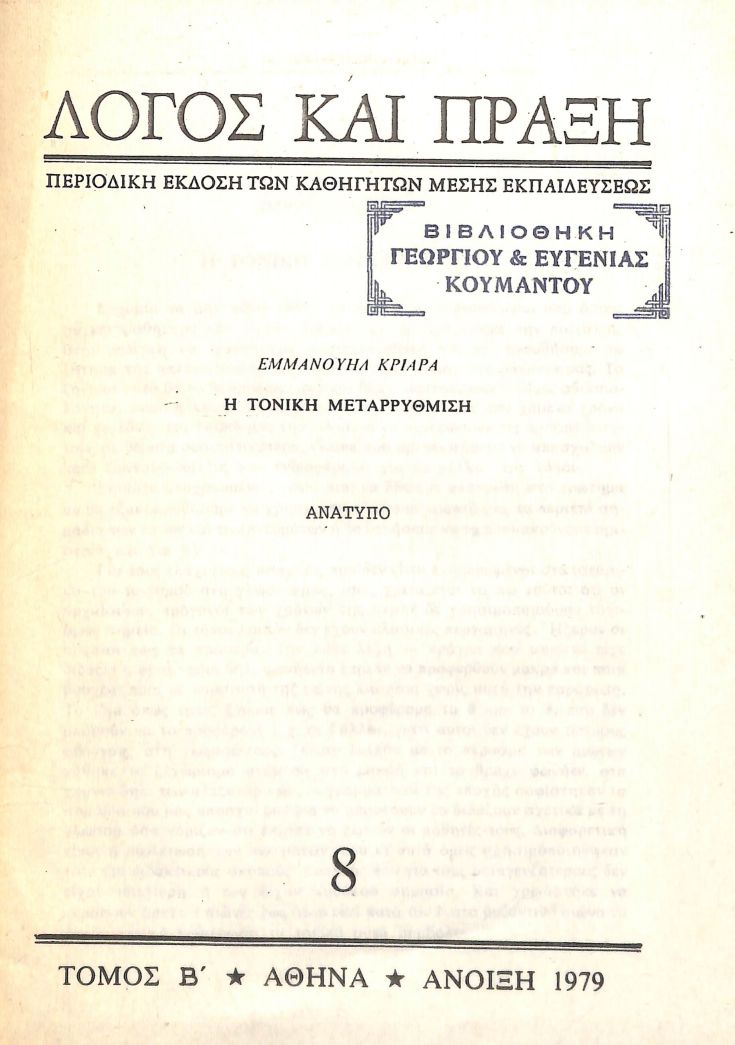 ΛΟΓΟΣ ΚΑΙ ΠΡΑΞΗ
ΠΕΡΙΟΔΙΚΗ ΕΚΔΟΣΗ ΤΩΝ ΚΑΘΗΓΗΤΩΝ ΜΕΣΗΣ ΕΚΠΑΙΔΕΥΣΕΩΣ
ΒΙΒΛΙΟΘΗΚΗ
ΓΕΩΡΓΙΟΥ & ΕΥΓΕΝΙΑΣ
ΚΟΥΜΑΝΤΟΥ
ΕΜΜΑΝΟΥΗΛ ΚΡΙΑΡΑ
Η ΤΟΝΙΚΗ ΜΕΤΑΡΡΥΘΜΙΣΗ
ΑΝΑΤΥΠΟ
8
ΤΟΜΟΣ Β´ ★ ΑΘΗΝΑ ★ ΑΝΟΙΞΗ 1979